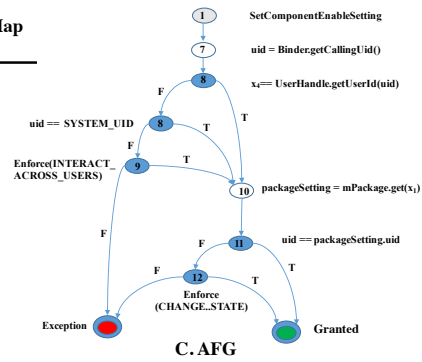 Map
1
SetComponentEnableSetting
7
uid = Binder.getCallingUid()
8
x4== UserHandle.getUserId(uid)
F
uid == SYSTEM_UID
8
T
T
F
Enforce(INTERACT_
ACROSS_USERS)
9
T
10
packageSetting = mPackage.get(x1)
F
11
uid == packageSetting.uid
F
T
F
12
T
Enforce
(CHANGE..STATE)
Exception
Granted
C. AFG